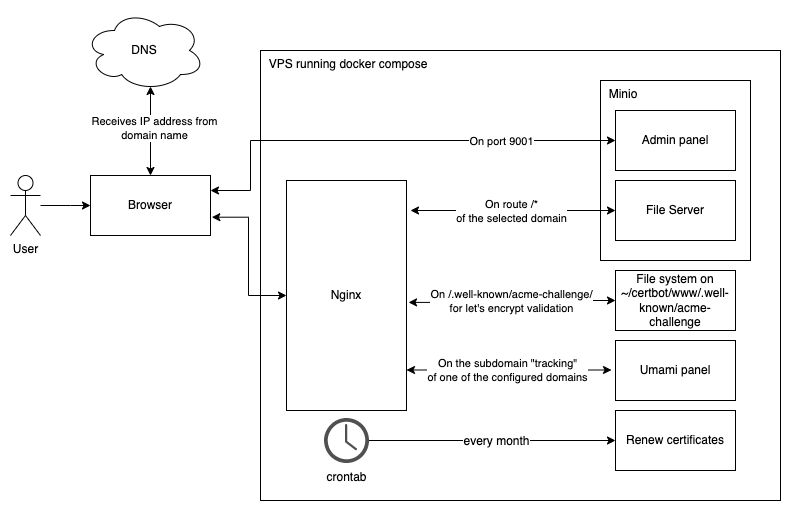 DNS
VPS running docker compose
Minio
Receives IP address from
domain name
Admin panel
On port 9001
Browser
File Server
On route /*
of the selected domain
User
Nginx
File system on
~/certbot/www/.well-
known/acme-
challenge
On /.well-known/acme-challenge/
for let's encrypt validation
On the subdomain "tracking"
of one of the configured domains
Umami panel
every month
Renew certificates
crontab